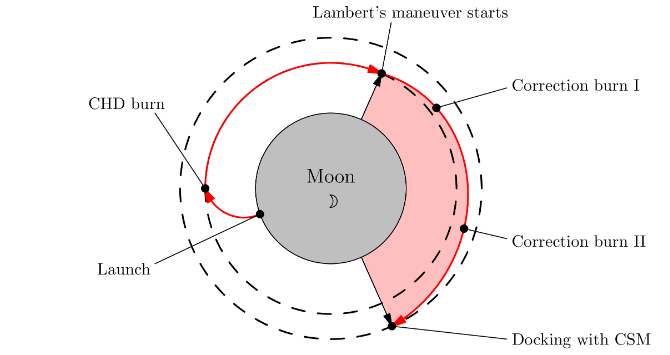 Lambert's maneuver starts
Correction burn I
CHD burn
Moon
☽
Correction burn II
Launch
Docking with CSM